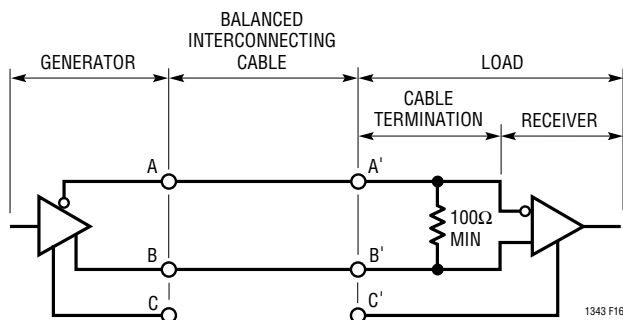 BALANCED
INTERCONNECTING
CABLE
GENERATOR
LOAD
CABLE
TERMINATION
RECEIVER
A
A'
100Ω
MIN
B
B'
C
C'
1343 F16